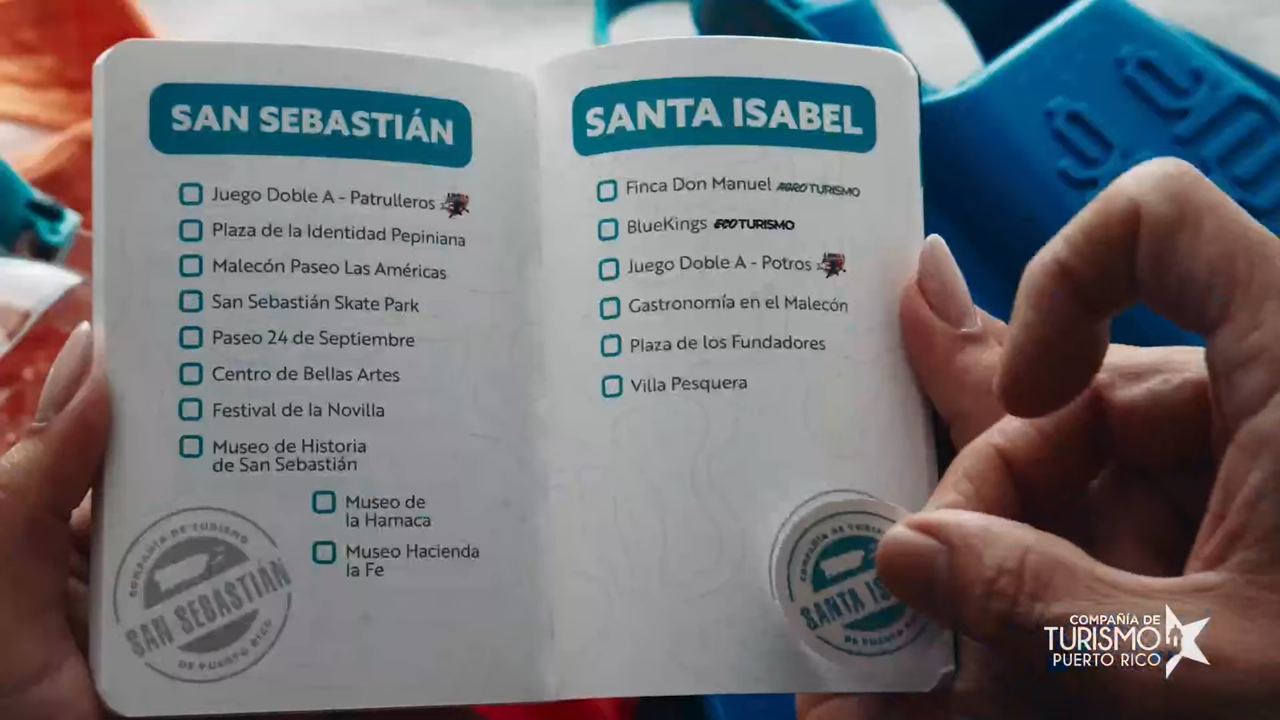 SAN SEBASTIÁN
Juego Doble A - Patrulleros
Plaza de la Identidad Pepiniana
Malecón Paseo Las Américas
San Sebastián Skate Park
Paseo 24 de Septiembre
Centro de Bellas Artes
Festival de la Novilla
Museo de Historia
de San Sebastián
Museo de
la Hamaca
Museo Hacienda
la Fe
COMPAÑÍA DE TURISMO
SAN SEBASTIÁN
DE PUERTO RICO
SANTA ISABEL
Finca Don Manuel AGROTURISMO
BlueKings ECOTURISMO
Juego Doble A - Potros
Gastronomía en el Malecón
Plaza de los Fundadores
Villa Pesquera
COMPAÑÍA DE TURISMO
SANTA IS
DE PUERTO RICO
COMPAÑÍA DE
TURISMO
PUERTO RICO